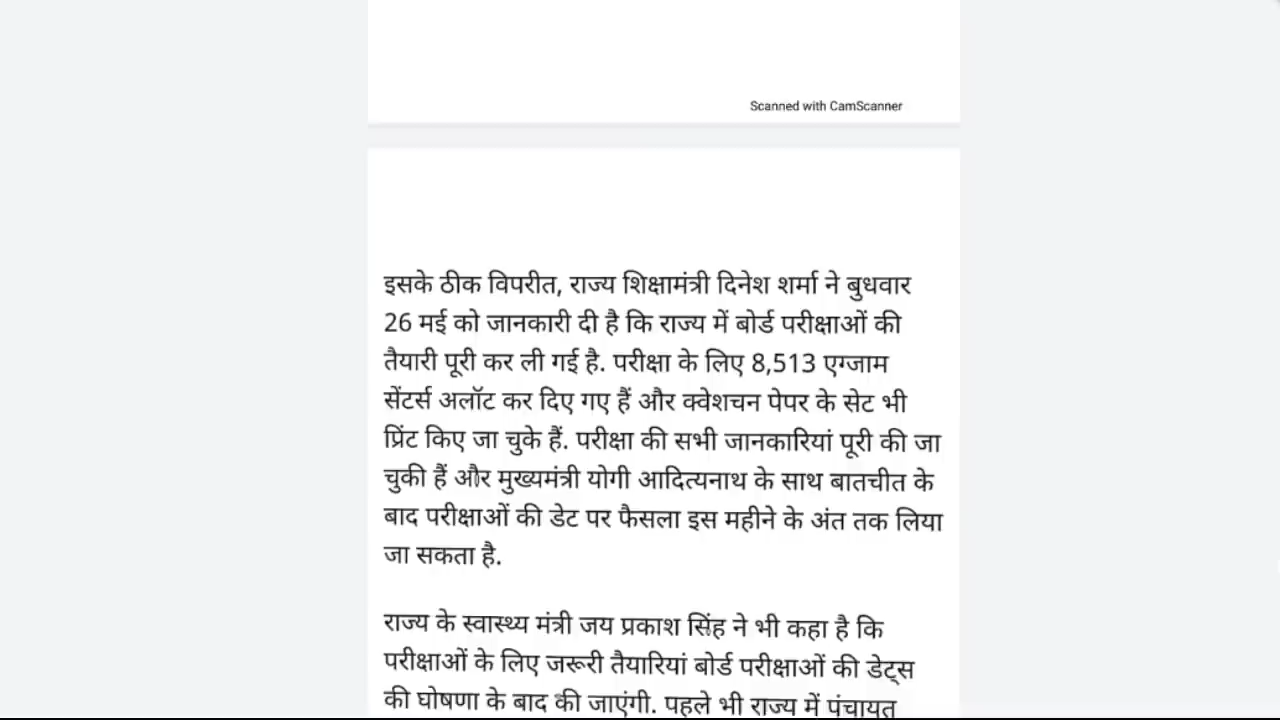 Scanned with CamScanner
इसके ठीक विपरीत, राज्य शिक्षामंत्री दिनेश शर्मा ने बुधवार
26 मई को जानकारी दी है कि राज्य में बोर्ड परीक्षाओं की
तैयारी पूरी कर ली गई है. परीक्षा के लिए 8,513 एग्जाम
सेंटर्स अलॉट कर दिए गए हैं और क्वेशचन पेपर के सेट भी
प्रिंट किए जा चुके हैं. परीक्षा की सभी जानकारियां पूरी की जा
चुकी हैं और मुख्यमंत्री योगी आदित्यनाथ के साथ बातचीत के
बाद परीक्षाओं की डेट पर फैसला इस महीने के अंत तक लिया
जा सकता है.
राज्य के स्वास्थ्य मंत्री जय प्रकाश सिंह ने भी कहा है कि
परीक्षाओं के लिए जरूरी तैयारियां बोर्ड परीक्षाओं की डेट्स
की घोषणा के बाद की जाएंगी. पहले भी राज्य में पंचायत